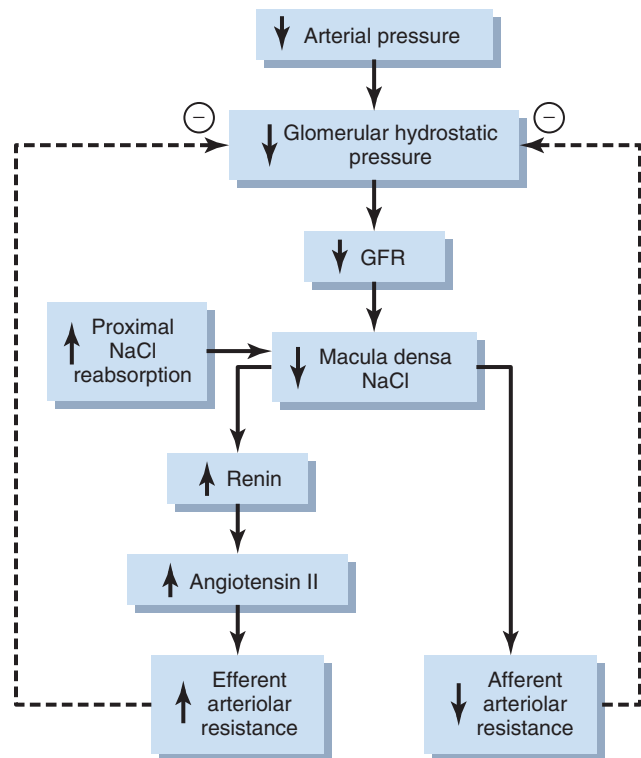 ↓ Arterial pressure
−
−
↓ Glomerular hydrostatic
pressure
↓ GFR
↑ Proximal
NaCl
reabsorption
↓ Macula densa
NaCl
↑ Renin
↑ Angiotensin II
↑ Efferent
arteriolar
resistance
↓ Afferent
arteriolar
resistance